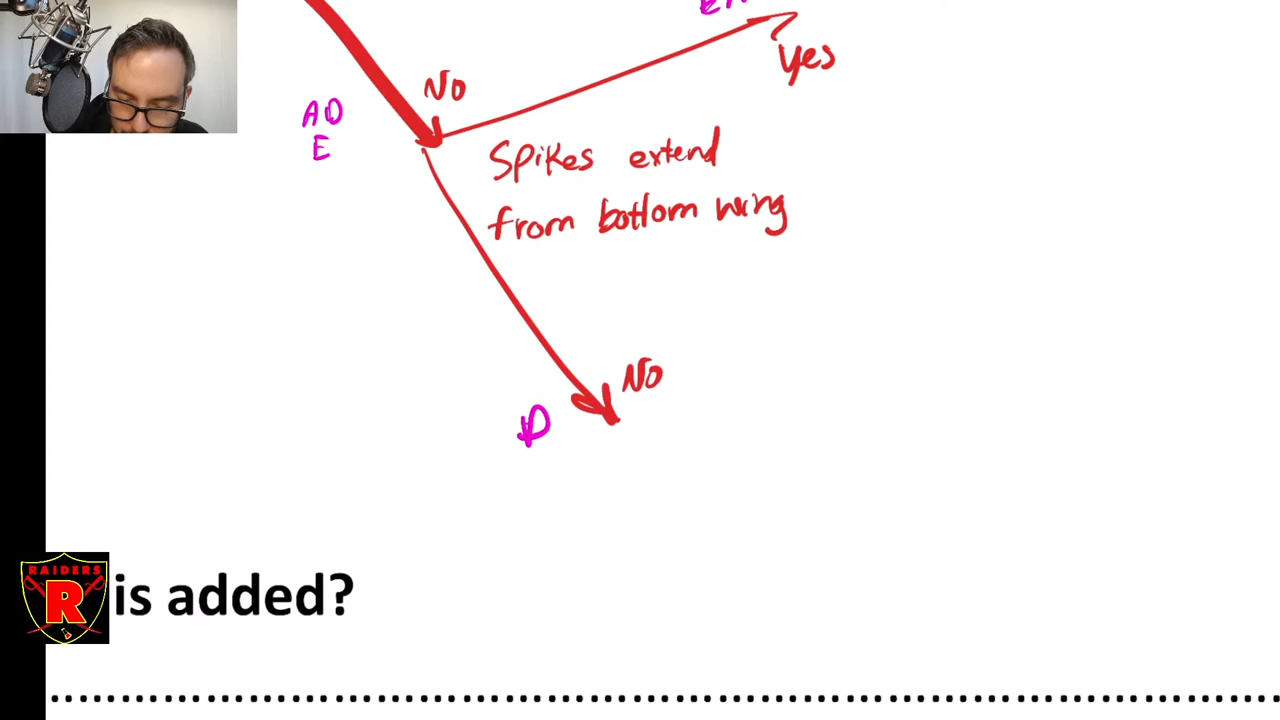 No
Yes
AD
E
Spikes extend
from bottom wing
No
D
RAIDERS
R
is added?